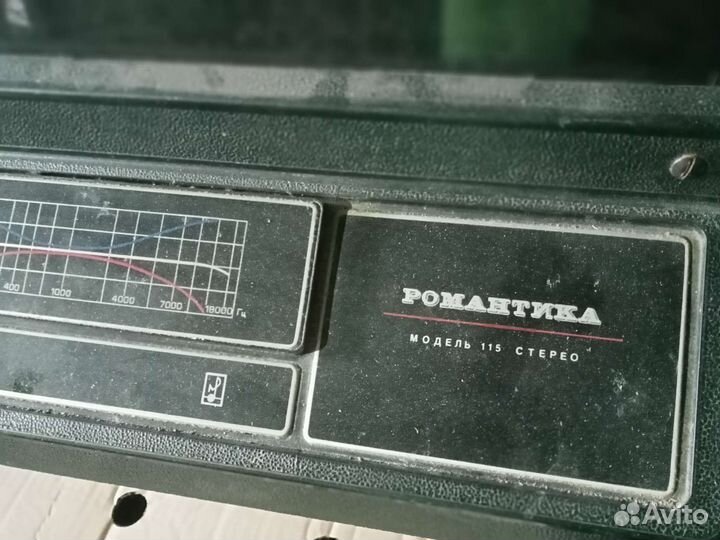 400 1000 4000 7000 18000 Гц
РОМАНТИКА
МОДЕЛЬ 115 СТЕРЕО
Avito